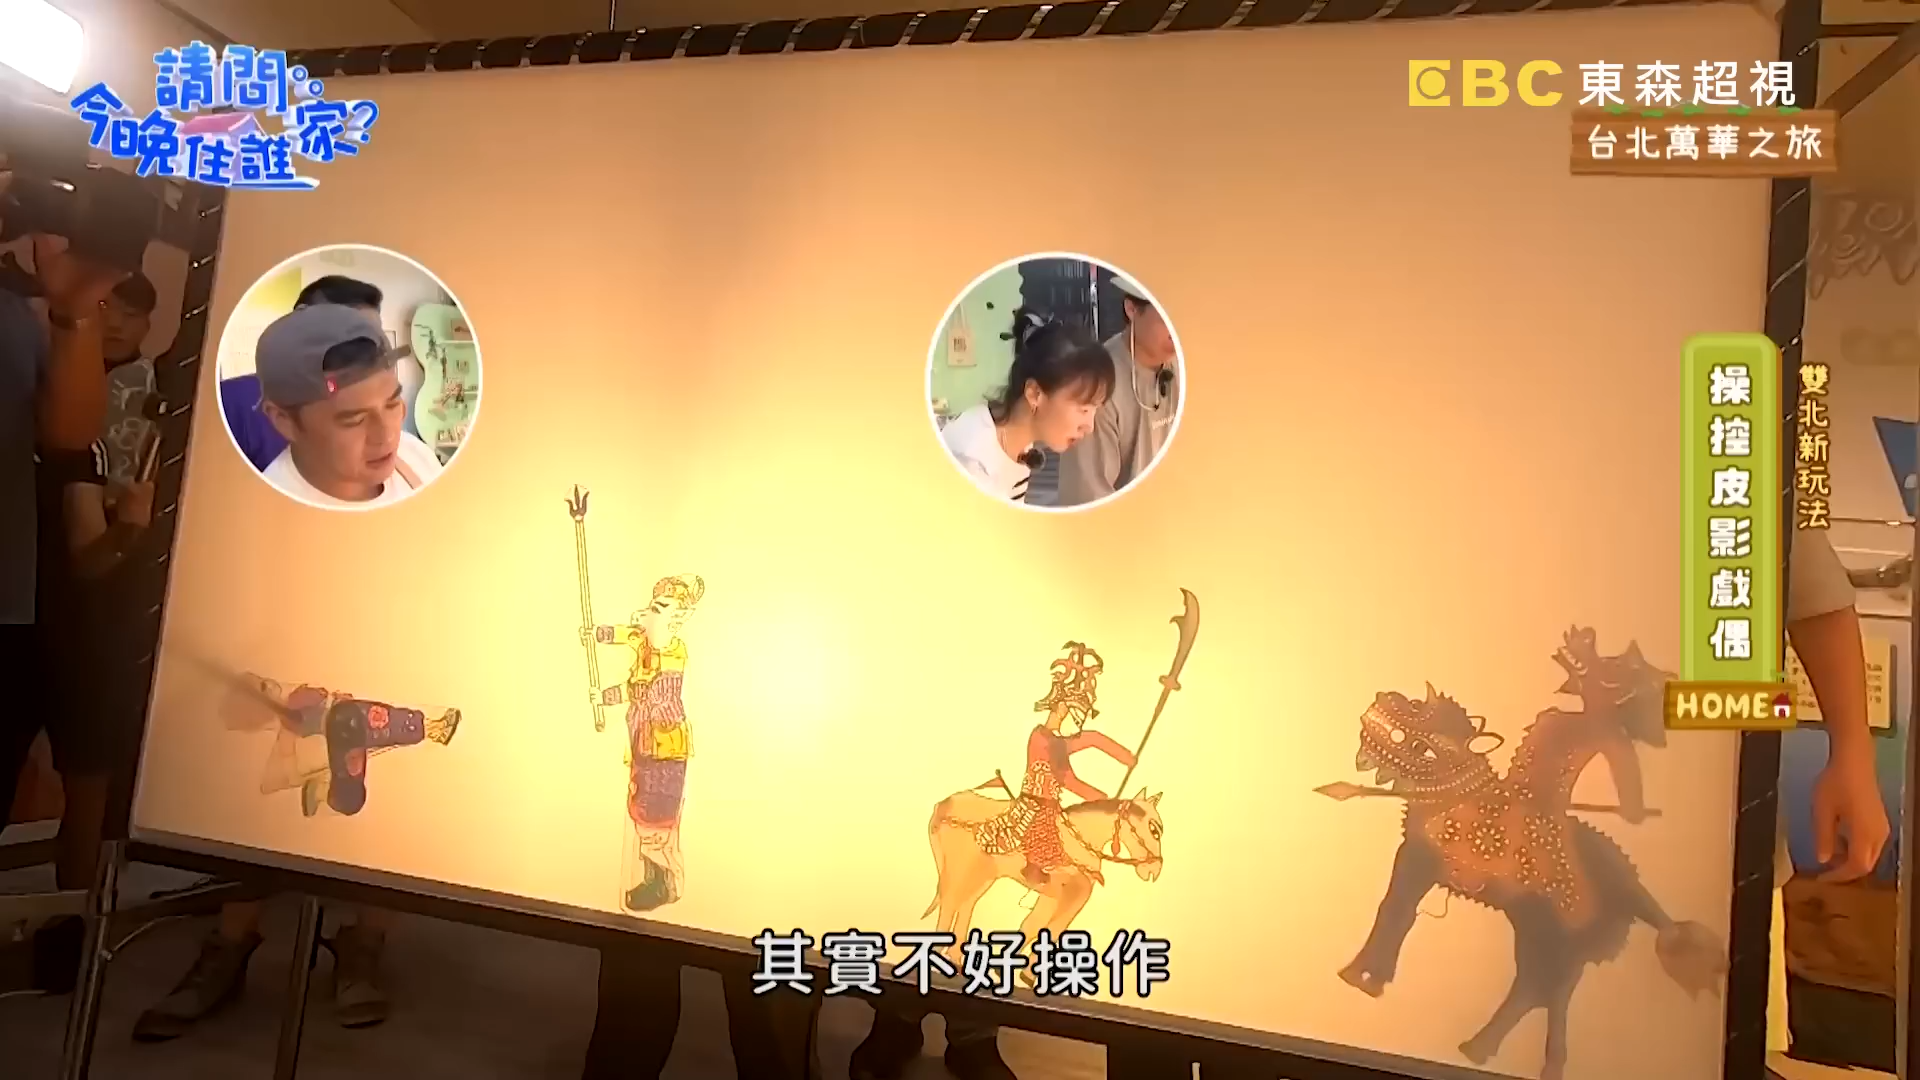 請問
今晚住誰家?
EBC 東森超視
台北萬華之旅
雙北新玩法
操控皮影戲偶
HOME
其實不好操作